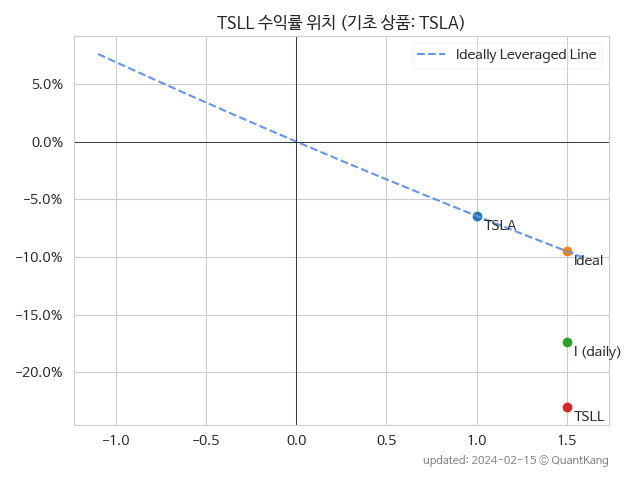 TSLL 수익률 위치 (기초 상품: TSLA)
Ideally Leveraged Line
5.0%
0.0%
−5.0%
−10.0%
−15.0%
−20.0%
TSLA
Ideal
I (daily)
TSLL
−1.0 −0.5 0.0 0.5 1.0 1.5
updated: 2024-02-15 © QuantKang